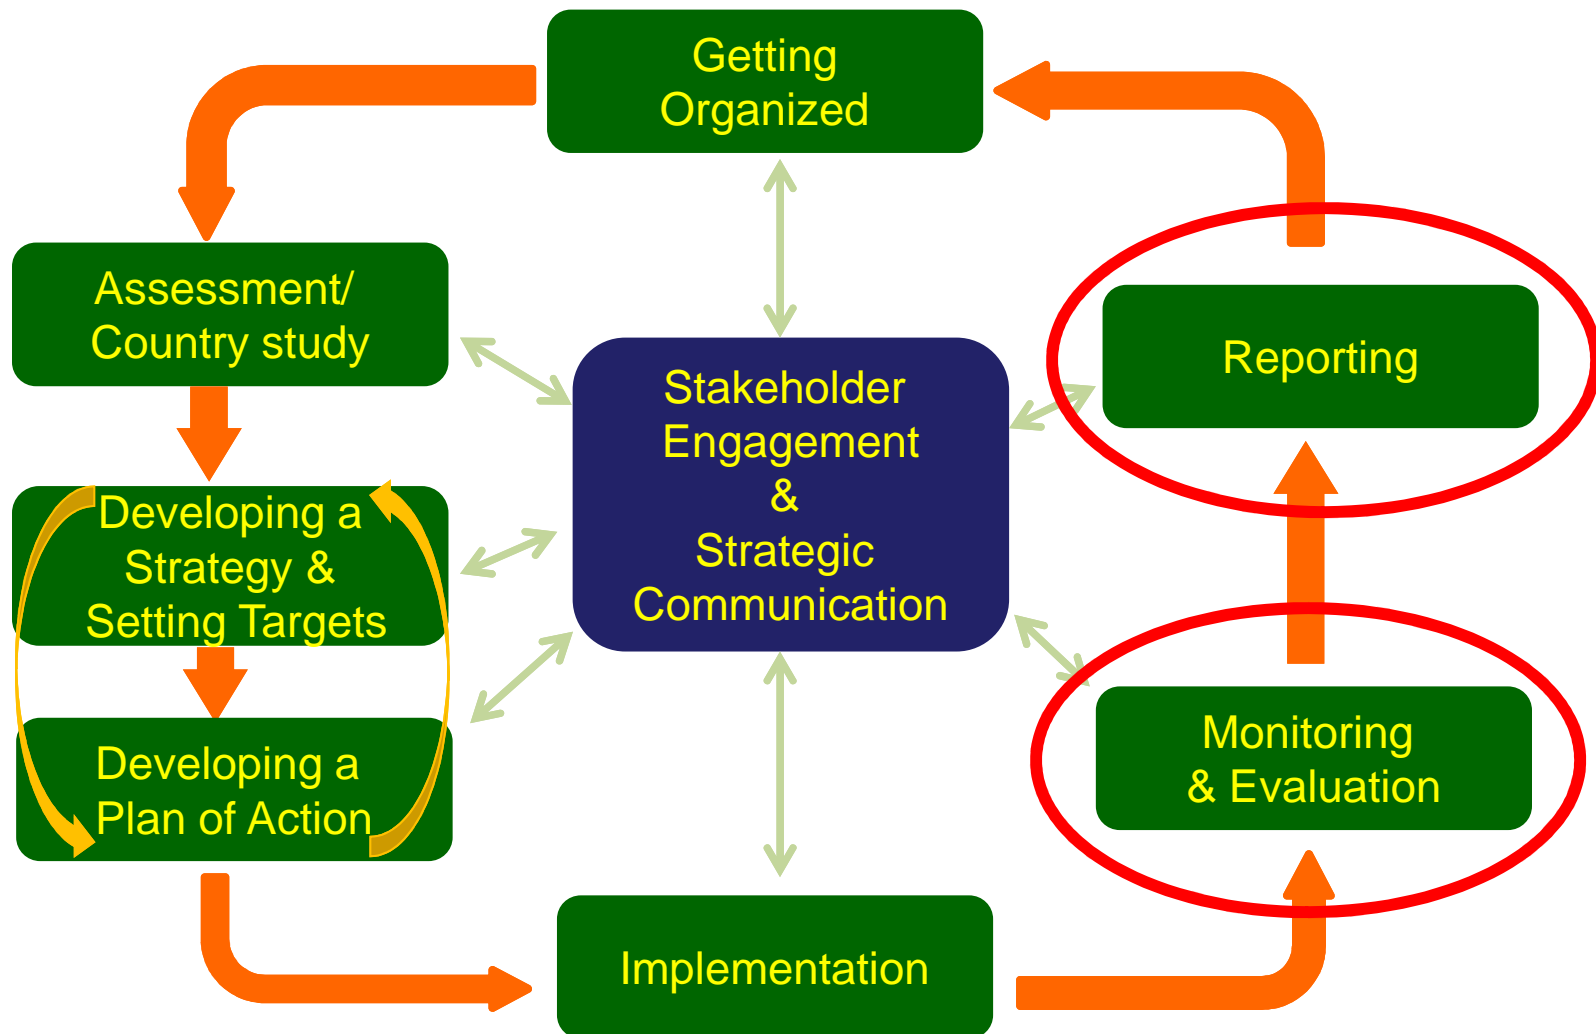 Getting
Organized
Assessment/
Country study
Developing a
Strategy &
Setting Targets
Developing a
Plan of Action
Implementation
Monitoring
& Evaluation
Reporting
Stakeholder
Engagement
&
Strategic
Communication